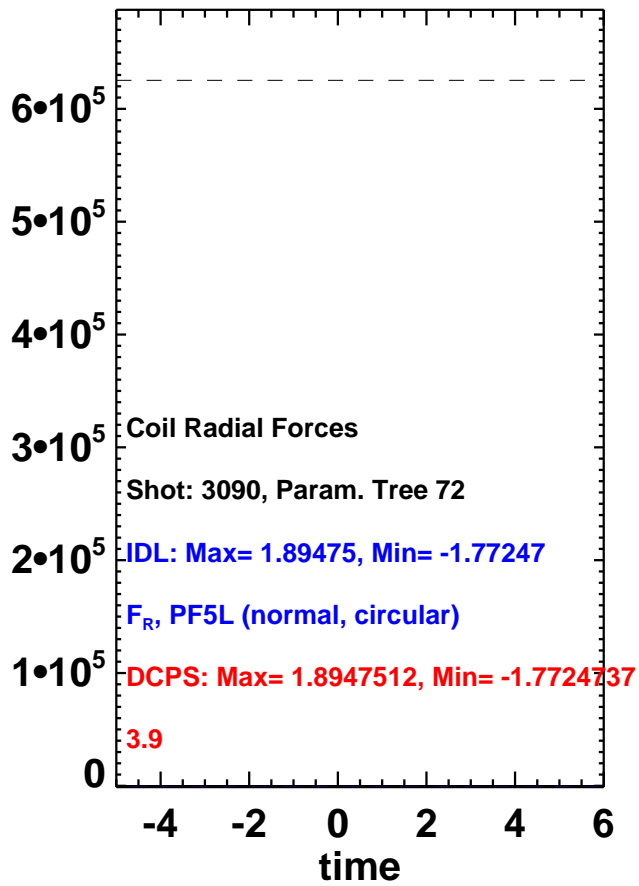 6•10⁵
5•10⁵
4•10⁵
3•10⁵
2•10⁵
1•10⁵
0
Coil Radial Forces
Shot: 3090, Param. Tree 72
IDL: Max= 1.89475, Min= -1.77247
F_R, PF5L (normal, circular)
DCPS: Max= 1.8947512, Min= -1.7724737
3.9
-4 -2 0 2 4 6
time